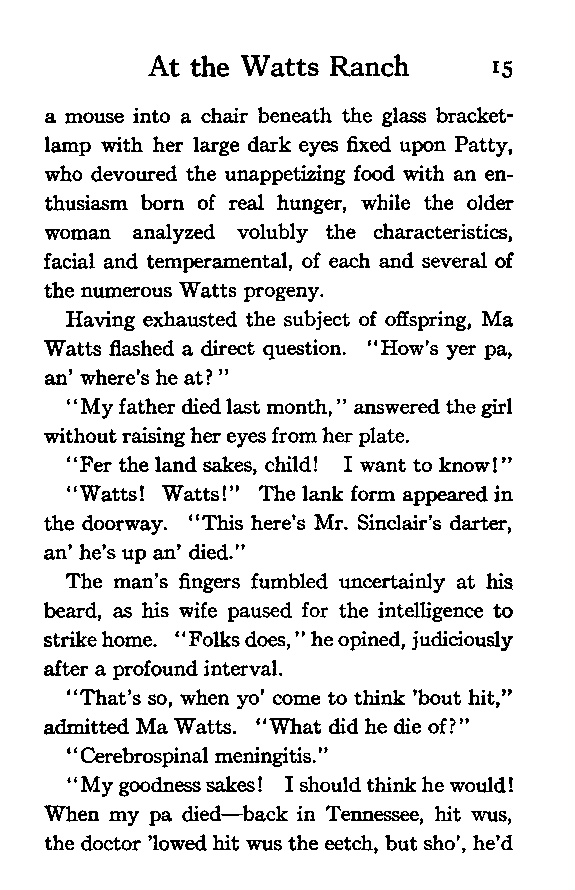 At the Watts Ranch 15
a mouse into a chair beneath the glass bracket-
lamp with her large dark eyes fixed upon Patty,
who devoured the unappetizing food with an en-
thusiasm born of real hunger, while the older
woman analyzed volubly the characteristics,
facial and temperamental, of each and several of
the numerous Watts progeny.
Having exhausted the subject of offspring, Ma
Watts flashed a direct question. "How's yer pa,
an' where's he at?"
"My father died last month," answered the girl
without raising her eyes from her plate.
"Fer the land sakes, child! I want to know!"
"Watts! Watts!" The lank form appeared in
the doorway. "This here's Mr. Sinclair's darter,
an' he's up an' died."
The man's fingers fumbled uncertainly at his
beard, as his wife paused for the intelligence to
strike home. "Folks does," he opined, judiciously
after a profound interval.
"That's so, when yo' come to think 'bout hit,"
admitted Ma Watts. "What did he die of?"
"Cerebrospinal meningitis."
"My goodness sakes! I should think he would!
When my pa died—back in Tennessee, hit wus,
the doctor 'lowed hit wus the eetch, but sho', he'd